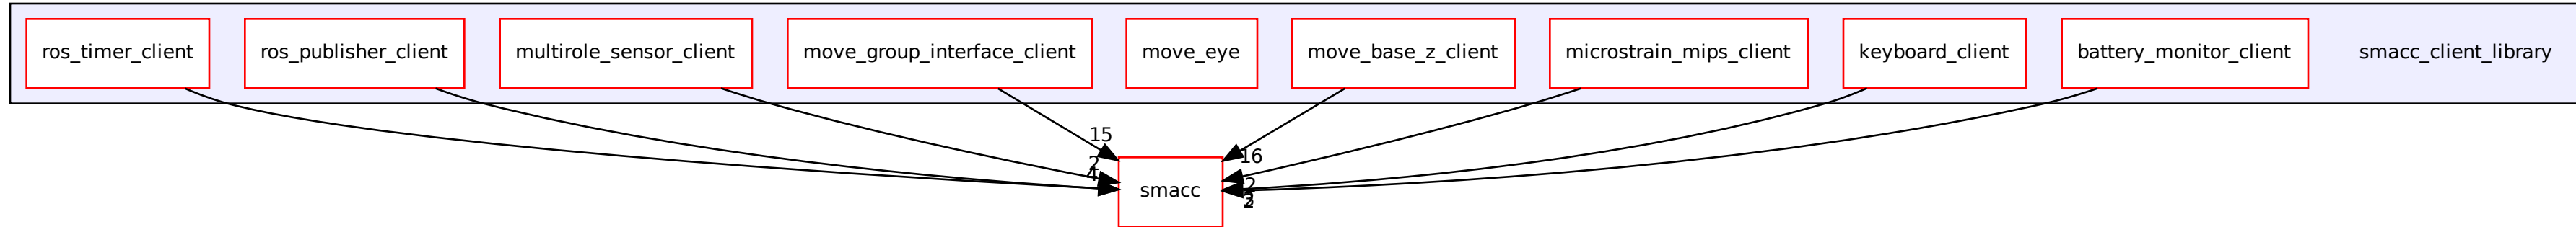 ros_timer_client
ros_publisher_client
multirole_sensor_client
move_group_interface_client
move_eye
move_base_z_client
microstrain_mips_client
keyboard_client
battery_monitor_client
smacc_client_library
15
16
2
2
smacc